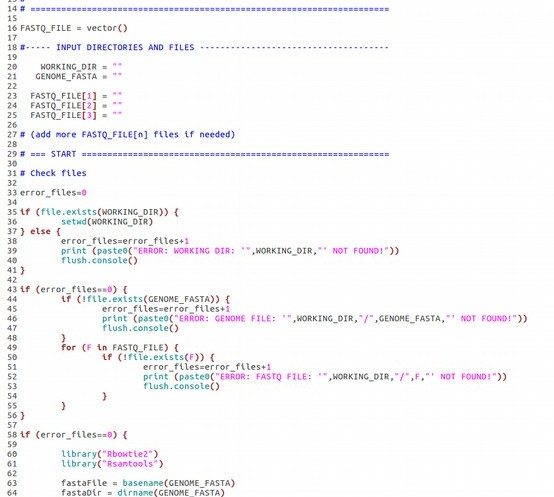 14 # ===================================================================
15
16 FASTQ_FILE = vector()
17
18 #----- INPUT DIRECTORIES AND FILES -----------------------------------
19
20     WORKING_DIR = ""
21    GENOME_FASTA = ""
22
23   FASTQ_FILE[1] = ""
24   FASTQ_FILE[2] = ""
25   FASTQ_FILE[3] = ""
26
27 # (add more FASTQ_FILE[n] files if needed)
28
29 # === START =========================================================
30
31 # Check files
32
33 error_files=0
34
35 if (file.exists(WORKING_DIR)) {
36         setwd(WORKING_DIR)
37 } else {
38         error_files=error_files+1
39         print (paste0("ERROR: WORKING DIR: '",WORKING_DIR,"' NOT FOUND!"))
40         flush.console()
41 }
42
43 if (error_files==0) {
44         if (!file.exists(GENOME_FASTA)) {
45                 error_files=error_files+1
46                 print (paste0("ERROR: GENOME FILE: '",WORKING_DIR,"/",GENOME_FASTA,"' NOT FOUND!"))
47                 flush.console()
48         }
49         for (F in FASTQ_FILE) {
50                 if (!file.exists(F)) {
51                         error_files=error_files+1
52                         print (paste0("ERROR: FASTQ FILE: '",WORKING_DIR,"/",F,"' NOT FOUND!"))
53                         flush.console()
54                 }
55         }
56 }
57
58 if (error_files==0) {
59
60         library("Rbowtie2")
61         library("Rsamtools")
62
63         fastaFile = basename(GENOME_FASTA)
64         fastaDir = dirname(GENOME_FASTA)